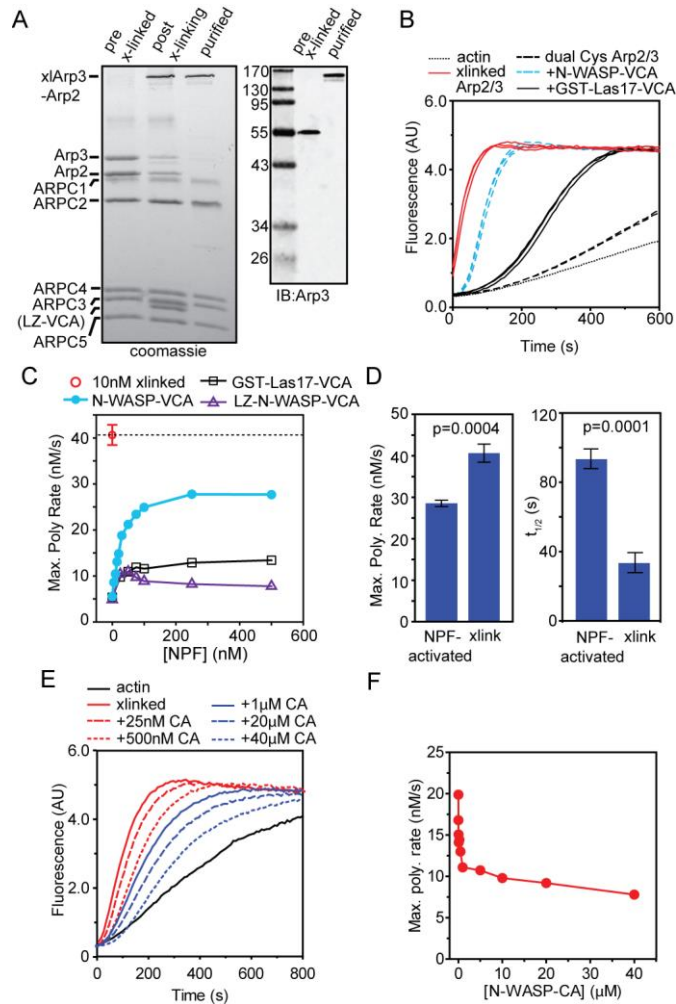 A
pre
x-linked
post
x-linking
purified
pre
x-linked
purified
xlArp3
-Arp2
Arp3
Arp2
ARPC1
ARPC2
ARPC4
ARPC3
(LZ-VCA)
ARPC5
coomassie
170
130
95
55
43
34
26
IB:Arp3
B
actin
xlinked
Arp2/3
dual Cys Arp2/3
+N-WASP-VCA
+GST-Las17-VCA
6.0
4.0
2.0
0.0
Fluorescence (AU)
0 200 400 600
Time (s)
C
10nM xlinked
N-WASP-VCA
GST-Las17-VCA
LZ-N-WASP-VCA
Max. Poly Rate (nM/s)
50
40
30
20
10
0
0 200 400 600
[NPF] (nM)
D
Max. Poly. Rate (nM/s)
50
40
30
20
10
0
p=0.0004
NPF-
activated
xlink
t1/2 (s)
120
80
40
0
p=0.0001
NPF-
activated
xlink
E
actin
xlinked
+25nM CA
+500nM CA
+1µM CA
+20µM CA
+40µM CA
Fluorescence (AU)
6.0
4.0
2.0
0.0
0 200 400 600 800
Time (s)
F
Max. poly. rate (nM/s)
25
20
15
10
5
0
0 10 20 30 40
[N-WASP-CA] (µM)